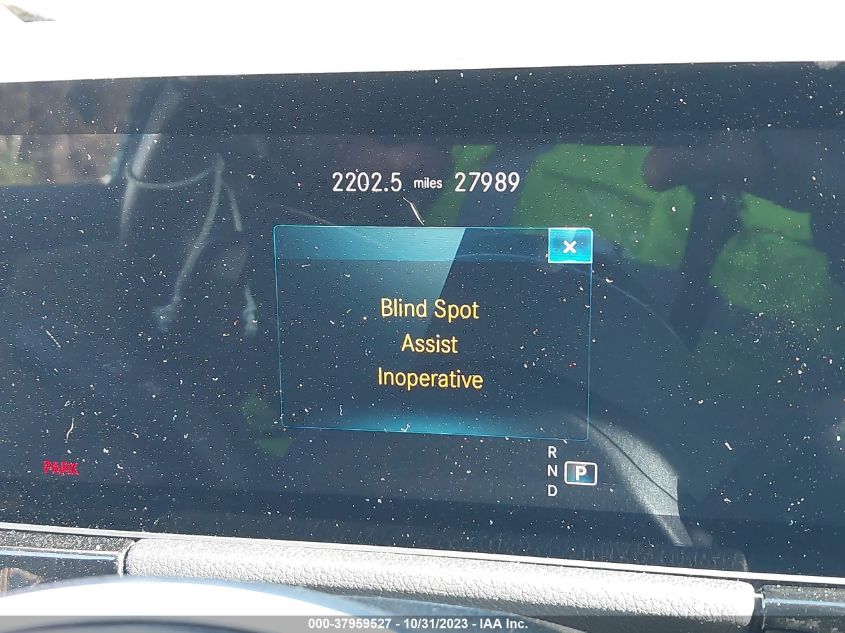 2202.5 miles 27989
Blind Spot
Assist
Inoperative
R
N P
D
PARK
000-37959527 - 10/31/2023 - IAA Inc.